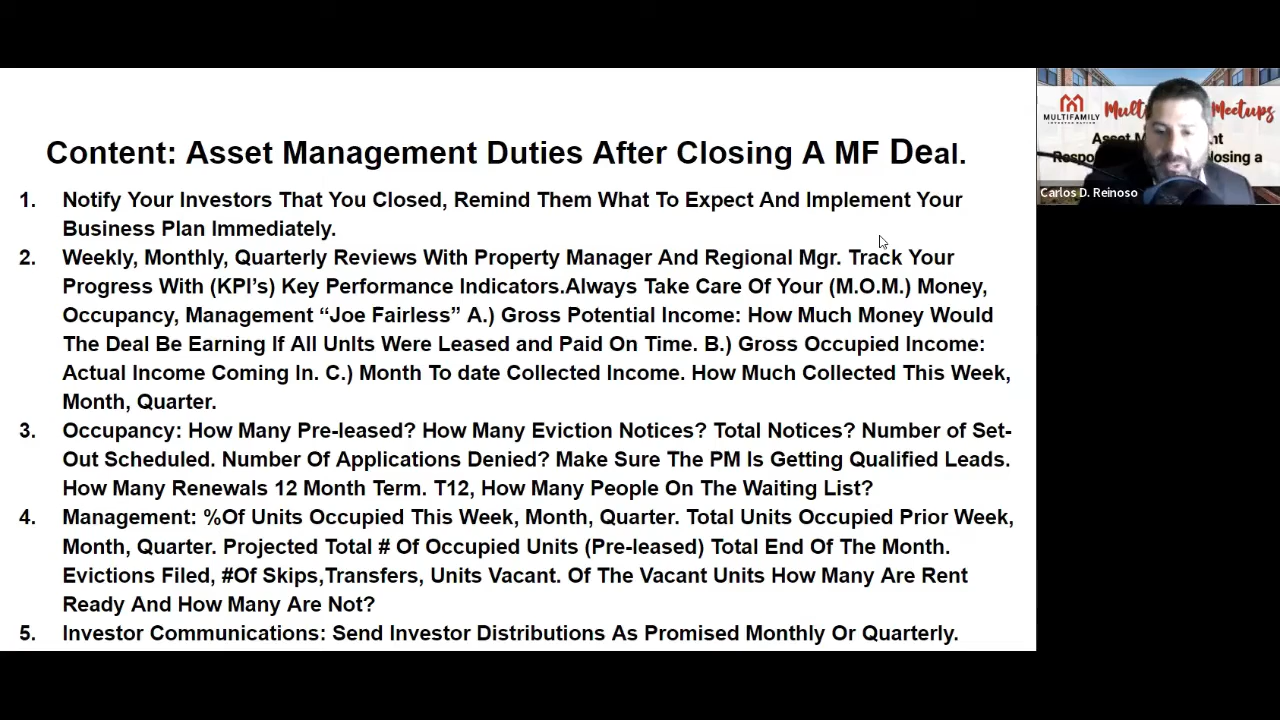 Content: Asset Management Duties After Closing A MF Deal.
1. Notify Your Investors That You Closed, Remind Them What To Expect And Implement Your
Business Plan Immediately.
2. Weekly, Monthly, Quarterly Reviews With Property Manager And Regional Mgr. Track Your
Progress With (KPI's) Key Performance Indicators.Always Take Care Of Your (M.O.M.) Money,
Occupancy, Management “Joe Fairless” A.) Gross Potential Income: How Much Money Would
The Deal Be Earning If All UnIts Were Leased and Paid On Time. B.) Gross Occupied Income:
Actual Income Coming In. C.) Month To date Collected Income. How Much Collected This Week,
Month, Quarter.
3. Occupancy: How Many Pre-leased? How Many Eviction Notices? Total Notices? Number of Set-
Out Scheduled. Number Of Applications Denied? Make Sure The PM Is Getting Qualified Leads.
How Many Renewals 12 Month Term. T12, How Many People On The Waiting List?
4. Management: %Of Units Occupied This Week, Month, Quarter. Total Units Occupied Prior Week,
Month, Quarter. Projected Total # Of Occupied Units (Pre-leased) Total End Of The Month.
Evictions Filed, #Of Skips,Transfers, Units Vacant. Of The Vacant Units How Many Are Rent
Ready And How Many Are Not?
5. Investor Communications: Send Investor Distributions As Promised Monthly Or Quarterly.
MULTIFAMILY
Meetups
Asset
a
Carlos D. Reinoso